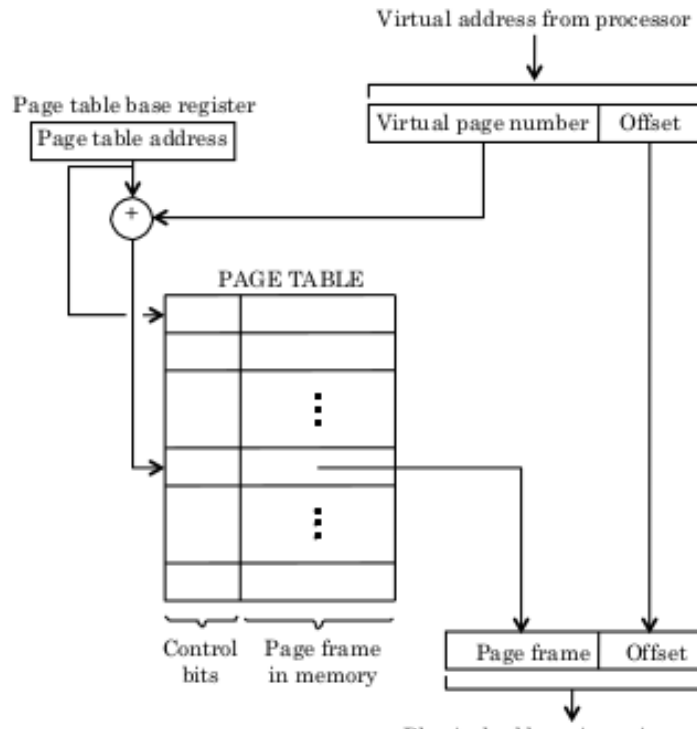 Virtual address from processor
Page table base register
Page table address
Virtual page number
Offset
+
PAGE TABLE
Control
bits
Page frame
in memory
Page frame
Offset